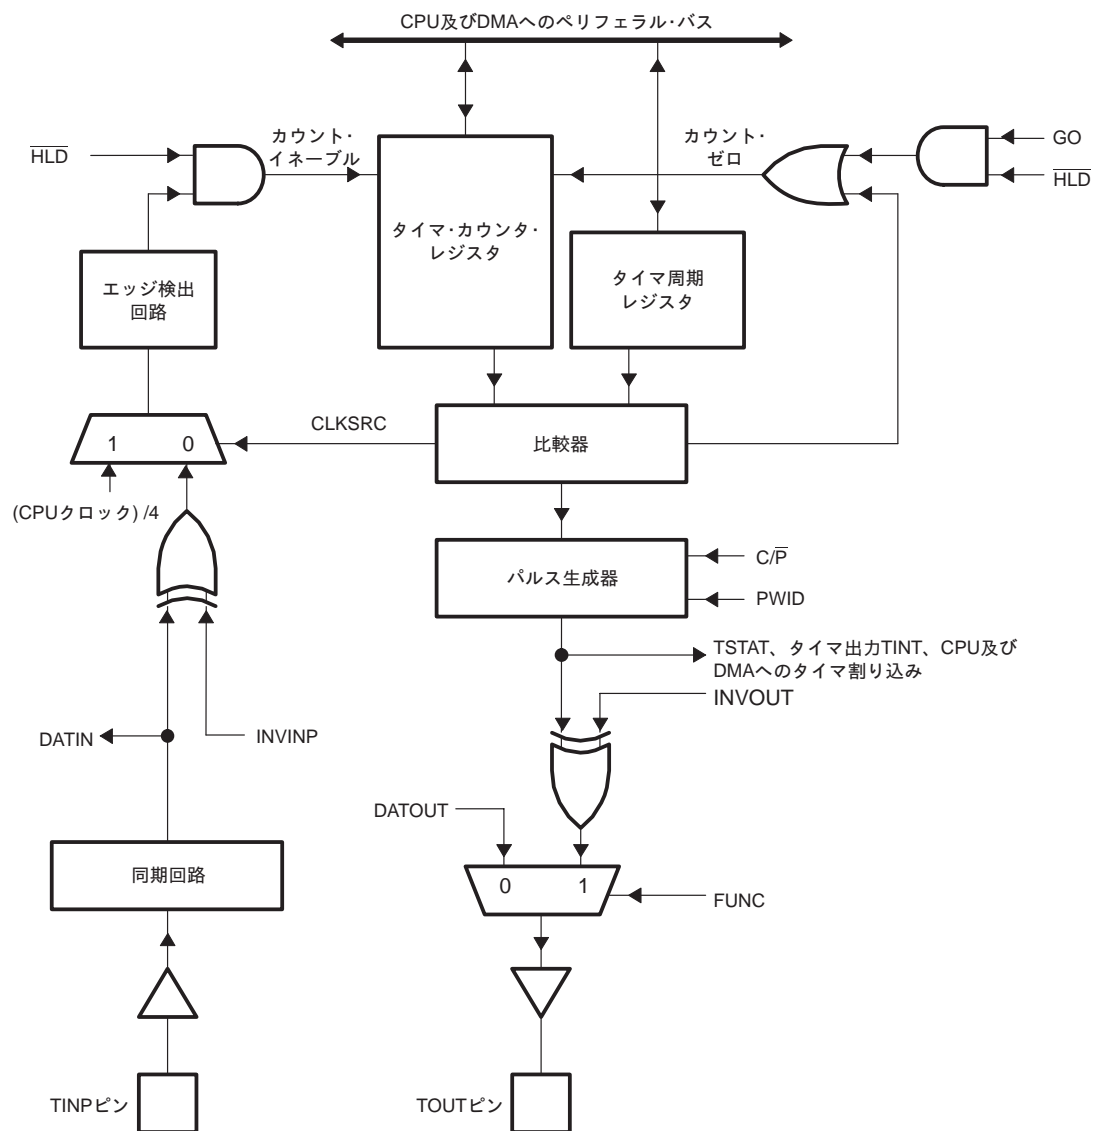 CPU及びDMAへのペリフェラル・バス
H̅L̅D̅
カウント・
イネーブル
カウント・
ゼロ
GO
H̅L̅D̅
タイマ・カウンタ・
レジスタ
タイマ周期
レジスタ
エッジ検出
回路
1 0
CLKSRC
比較器
(CPUクロック) /4
パルス生成器
C/P̅
PWID
TSTAT、タイマ出力TINT、CPU及び
DMAへのタイマ割り込み
INVOUT
DATIN
INVINP
DATOUT
同期回路
0 1
FUNC
TINPピン
TOUTピン